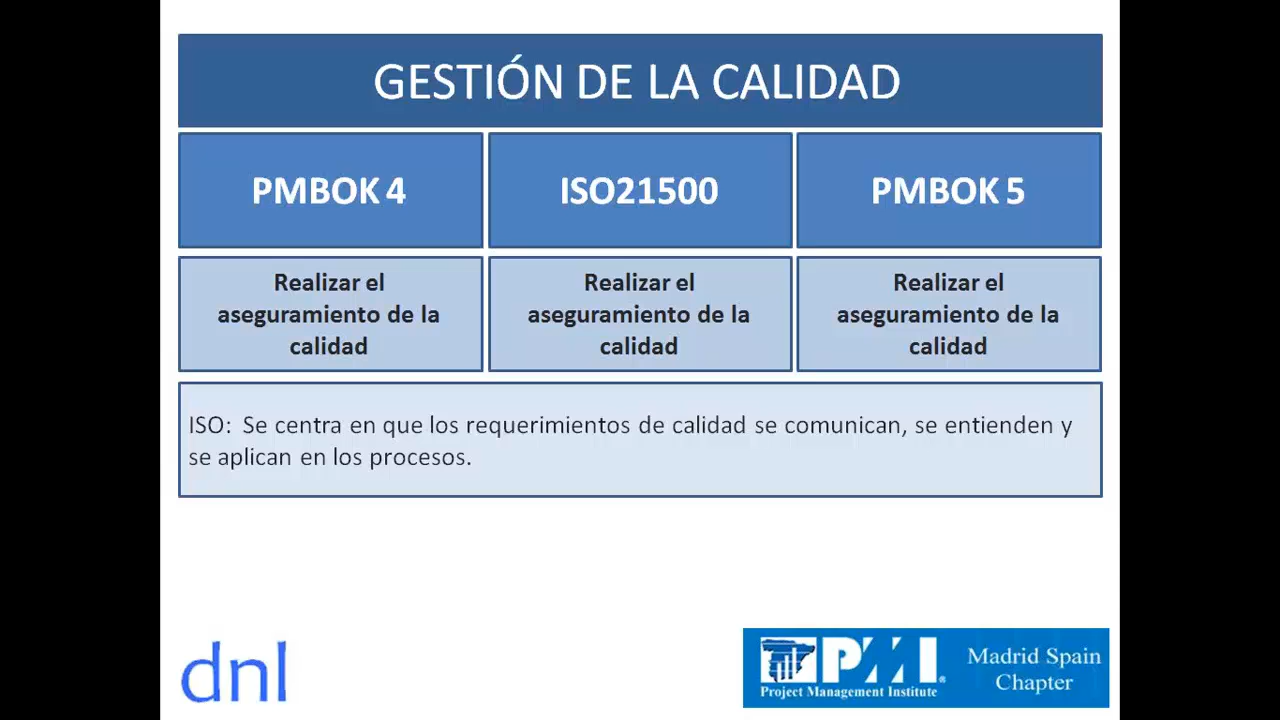 GESTIÓN DE LA CALIDAD
PMBOK 4
ISO21500
PMBOK 5
Realizar el
aseguramiento de la
calidad
Realizar el
aseguramiento de la
calidad
Realizar el
aseguramiento de la
calidad
ISO: Se centra en que los requerimientos de calidad se comunican, se entienden y
se aplican en los procesos.
dnl
PMI®
Project Management Institute
Madrid Spain
Chapter